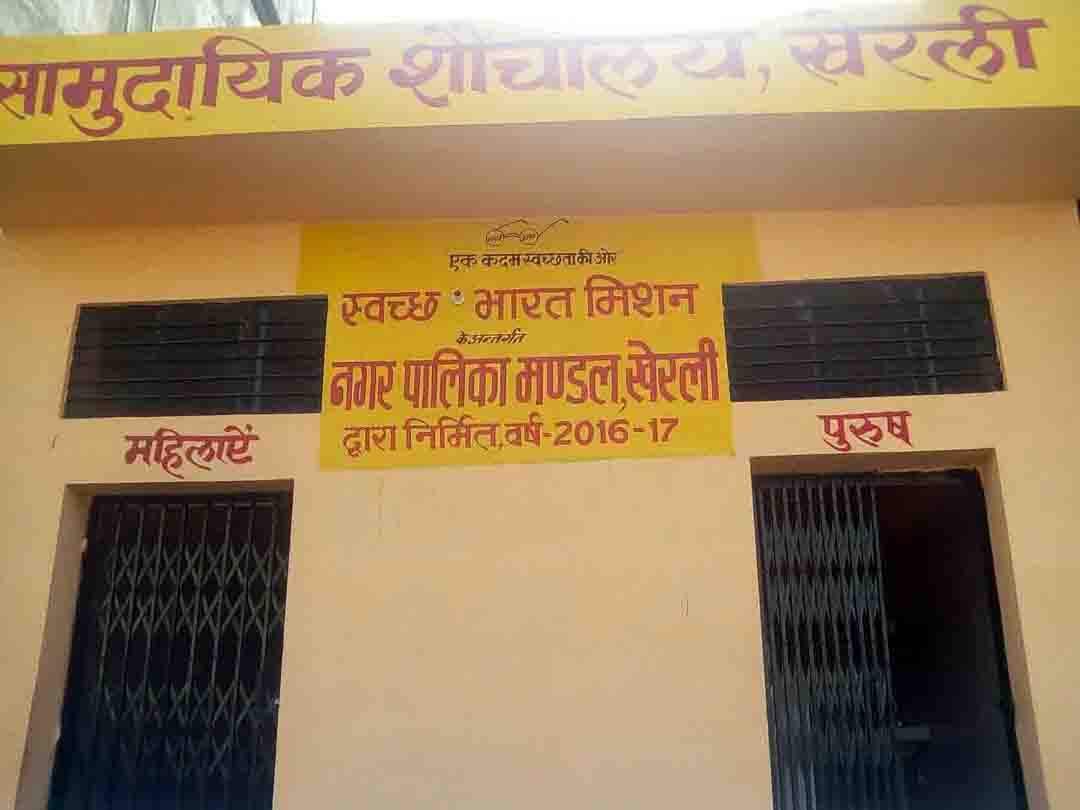 सामुदायिक शौचालय, खेरली
एक कदम स्वच्छता की ओर
स्वच्छ भारत मिशन
के अन्तर्गत
नगर पालिका मण्डल, खेरली
द्वारा निर्मित, वर्ष-2016-17
महिलाऐं
पुरुष